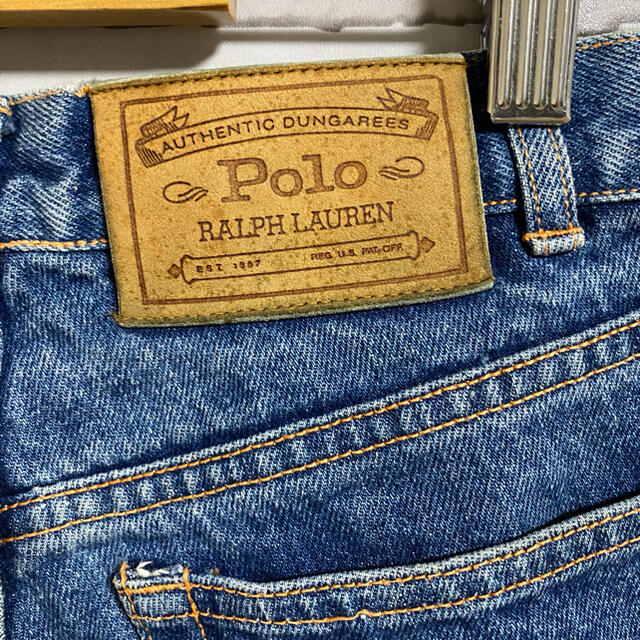 AUTHENTIC DUNGAREES
Polo
RALPH LAUREN
EST. 1967 REG. U.S. PAT. OFF.